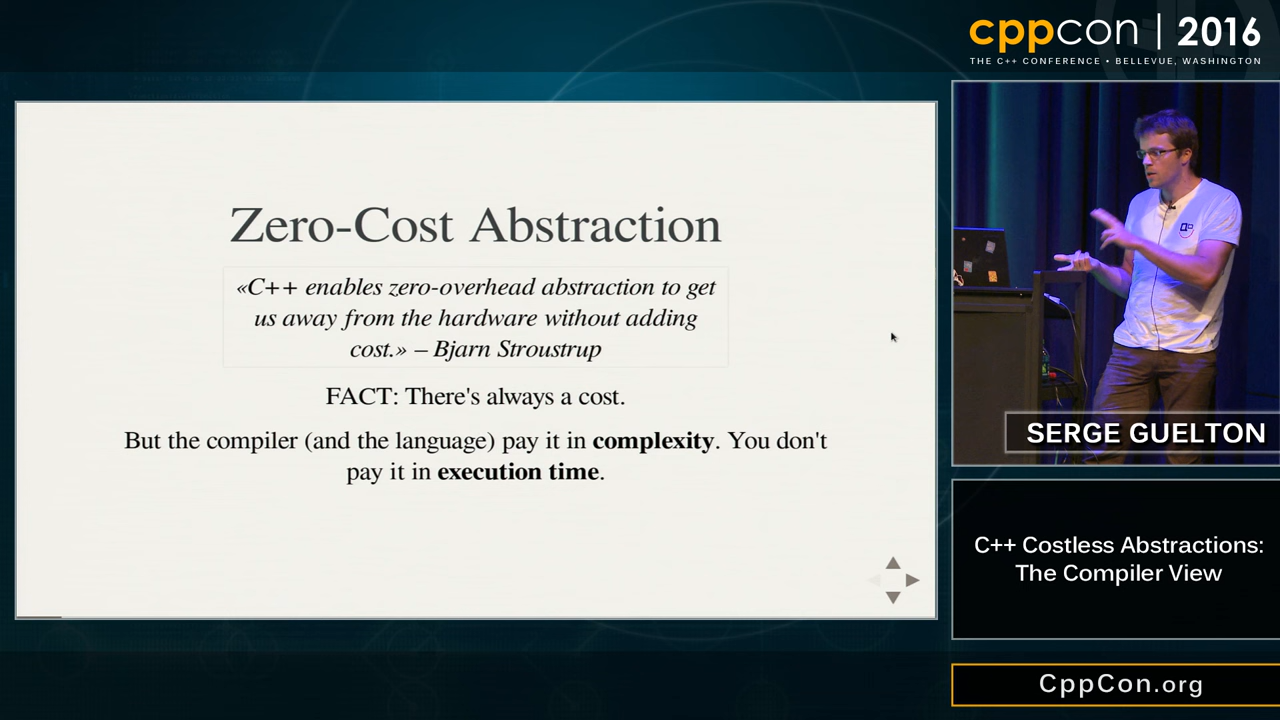 cppcon | 2016
THE C++ CONFERENCE • BELLEVUE, WASHINGTON
Zero-Cost Abstraction
«C++ enables zero-overhead abstraction to get
us away from the hardware without adding
cost.» – Bjarn Stroustrup
FACT: There's always a cost.
But the compiler (and the language) pay it in complexity. You don't
pay it in execution time.
SERGE GUELTON
C++ Costless Abstractions:
The Compiler View
CppCon.org